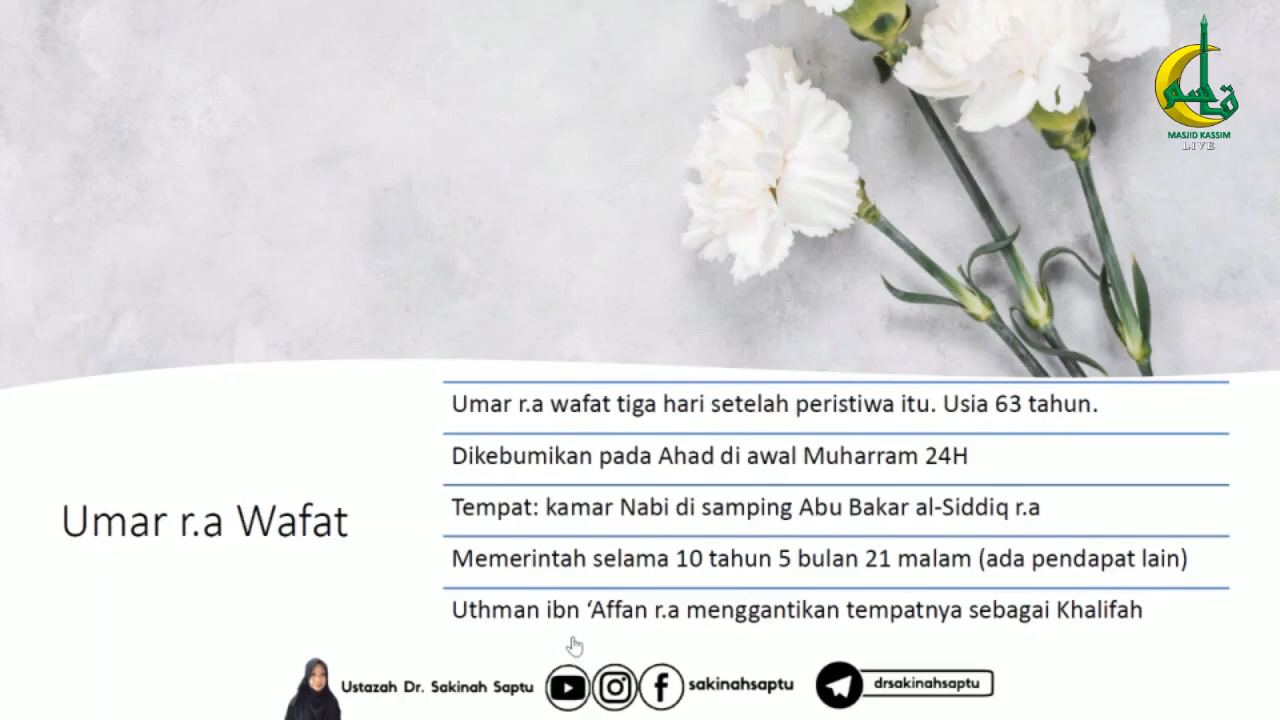 قاسم
MASJID KASSIM
LIVE
Umar r.a Wafat
Umar r.a wafat tiga hari setelah peristiwa itu. Usia 63 tahun.
Dikebumikan pada Ahad di awal Muharram 24H
Tempat: kamar Nabi di samping Abu Bakar al-Siddiq r.a
Memerintah selama 10 tahun 5 bulan 21 malam (ada pendapat lain)
Uthman ibn ‘Affan r.a menggantikan tempatnya sebagai Khalifah
Ustazah Dr. Sakinah Saptu
sakinahsaptu
drsakinahsaptu